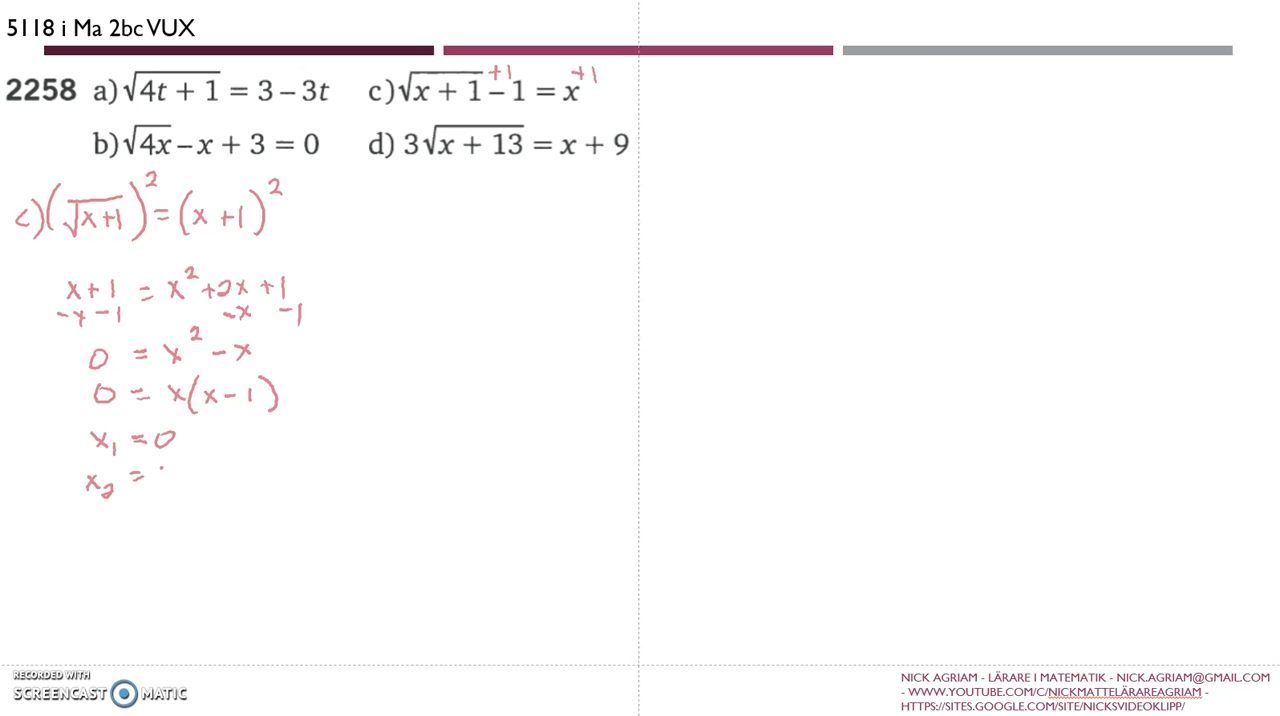 5118 i Ma 2bc VUX
2258 a) √4t + 1 = 3 – 3t c) √x + 1 – 1 = x
+1 +1
b) √4x – x + 3 = 0 d) 3√x + 13 = x + 9
c) (√x+1)² = (x+1)²
x+1 = x²+2x+1
-x-1 -x -1
0 = x² - x
0 = x(x-1)
x₁ = 0
x₂ =
RECORDED WITH
SCREENCAST MATIC
NICK AGRIAM - LÄRARE I MATEMATIK - NICK.AGRIAM@GMAIL.COM
- WWW.YOUTUBE.COM/C/NICKMATTELÄRAREAGRIAM -
HTTPS://SITES.GOOGLE.COM/SITE/NICKSVIDEOKLIPP/